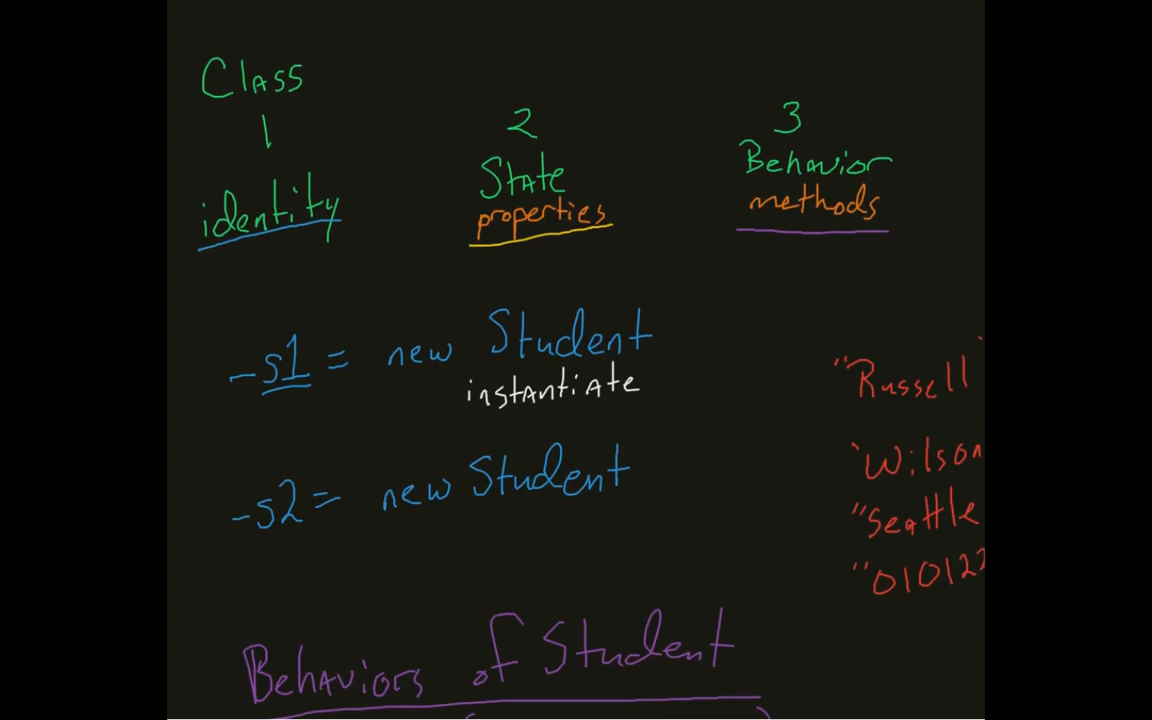 Class
1
identity
2
State
properties
3
Behavior
methods
-s1 = new Student
instantiate
-s2 = new Student
"Russell"
"Wilson
"Seattle
"010122
Behaviors of Student